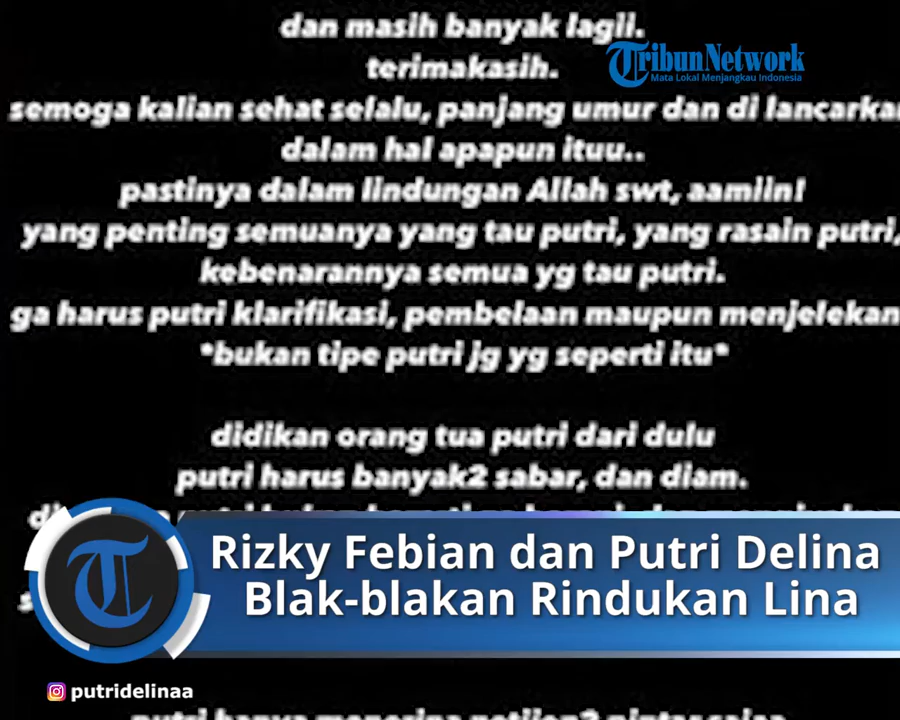 dan masih banyak lagii.
TribunNetwork
Mata Lokal Menjangkau Indonesia
terimakasih.
semoga kalian sehat selalu, panjang umur dan di lancarkan
dalam hal apapun ituu..
pastinya dalam lindungan Allah swt, aamiin!
yang penting semuanya yang tau putri, yang rasain putri,
kebenarannya semua yg tau putri.
ga harus putri klarifikasi, pembelaan maupun menjelekan
*bukan tipe putri jg yg seperti itu*
didikan orang tua putri dari dulu
putri harus banyak2 sabar, dan diam.
Rizky Febian dan Putri Delina
Blak-blakan Rindukan Lina
putridelinaa
putri hanya menerima